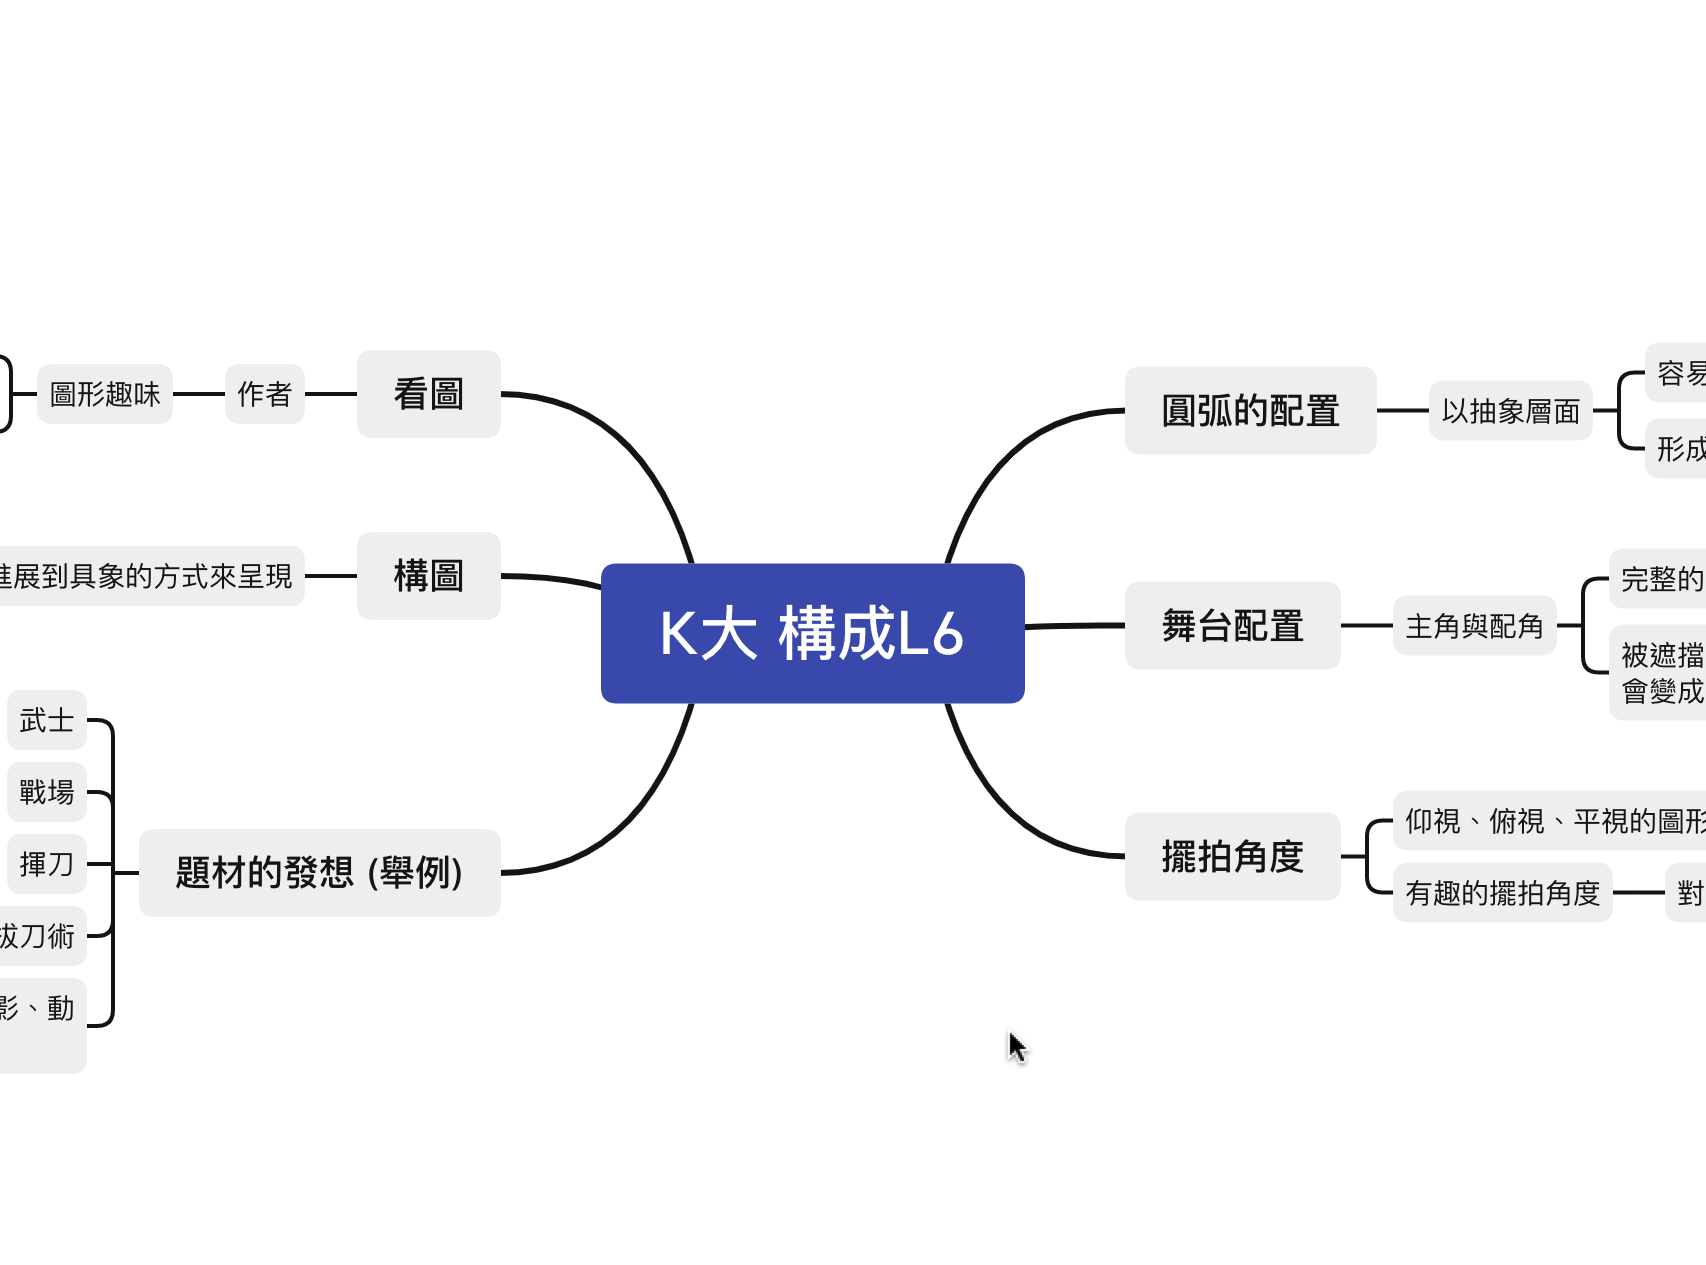 K大 構成L6
看圖
作者
圖形趣味
構圖
進展到具象的方式來呈現
題材的發想 (舉例)
武士
戰場
揮刀
拔刀術
影、動
圓弧的配置
以抽象層面
容易
形成
舞台配置
主角與配角
完整的
被遮擋
會變成
擺拍角度
仰視、俯視、平視的圖形
有趣的擺拍角度
對